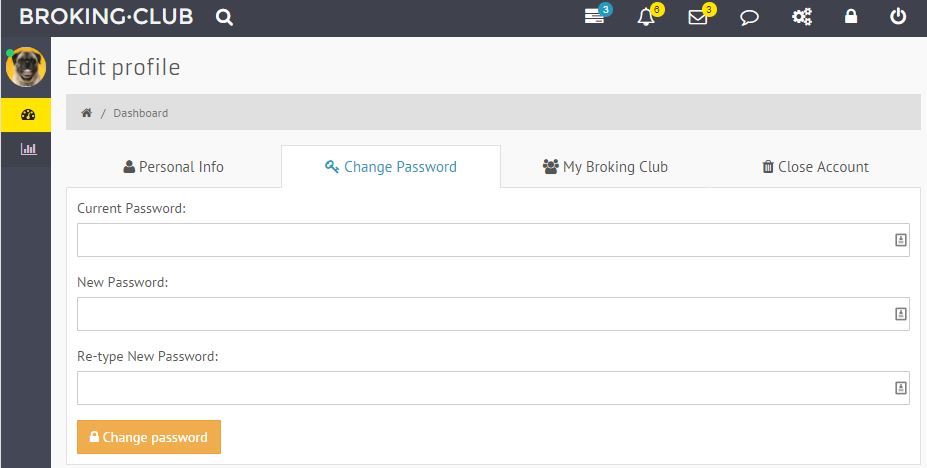 BROKING·CLUB
3
6
3
Edit profile
/ Dashboard
Personal Info
Change Password
My Broking Club
Close Account
Current Password:
New Password:
Re-type New Password:
Change password